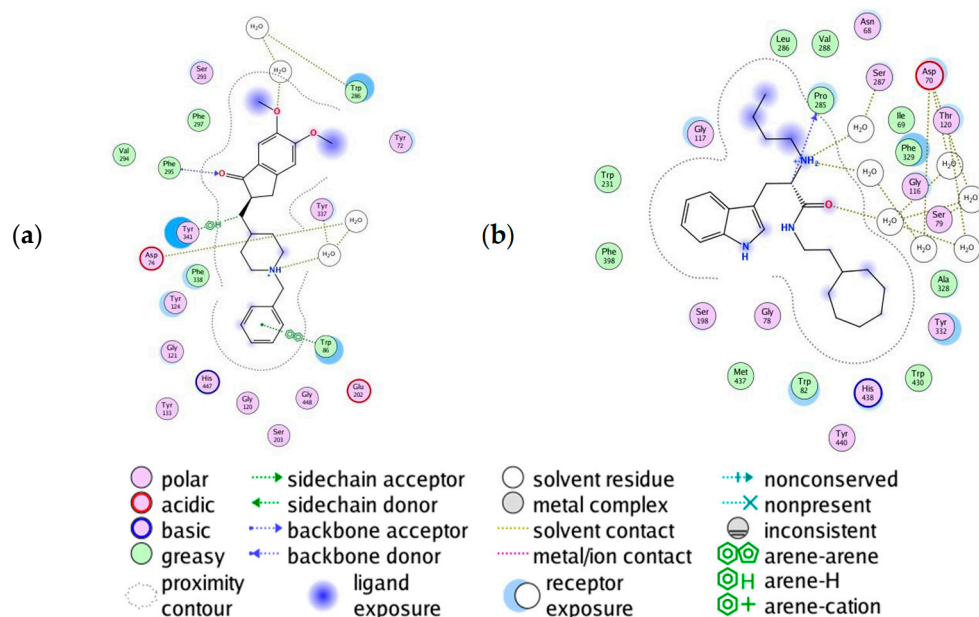 (a)
H₂O
H₂O
Ser 293
Trp 286
Phe 297
Tyr 72
Val 294
Phe 295
O
O
O
H
Tyr 341
Tyr 337
H₂O
Asp 74
H₂O
Phe 338
NH
+
Tyr 124
Trp 86
Gly 121
His 447
Glu 202
Tyr 133
Gly 120
Gly 448
Ser 203
(b)
Asn 68
Leu 286
Val 288
Ser 287
Asp 70
Pro 285
Gly 117
Ile 69
Thr 120
H₂O
Phe 329
H₂O
Trp 231
NH₂
+
H₂O
Gly 116
H₂O
O
H₂O
Ser 79
HN
H₂O
H₂O
N
H
Phe 398
Ala 328
Ser 198
Gly 78
Tyr 332
Met 437
Trp 82
His 438
Trp 430
Tyr 440
polar
acidic
basic
greasy
proximity
contour
sidechain acceptor
sidechain donor
backbone acceptor
backbone donor
ligand
exposure
solvent residue
metal complex
solvent contact
metal/ion contact
receptor
exposure
nonconserved
nonpresent
inconsistent
arene-arene
H arene-H
+ arene-cation